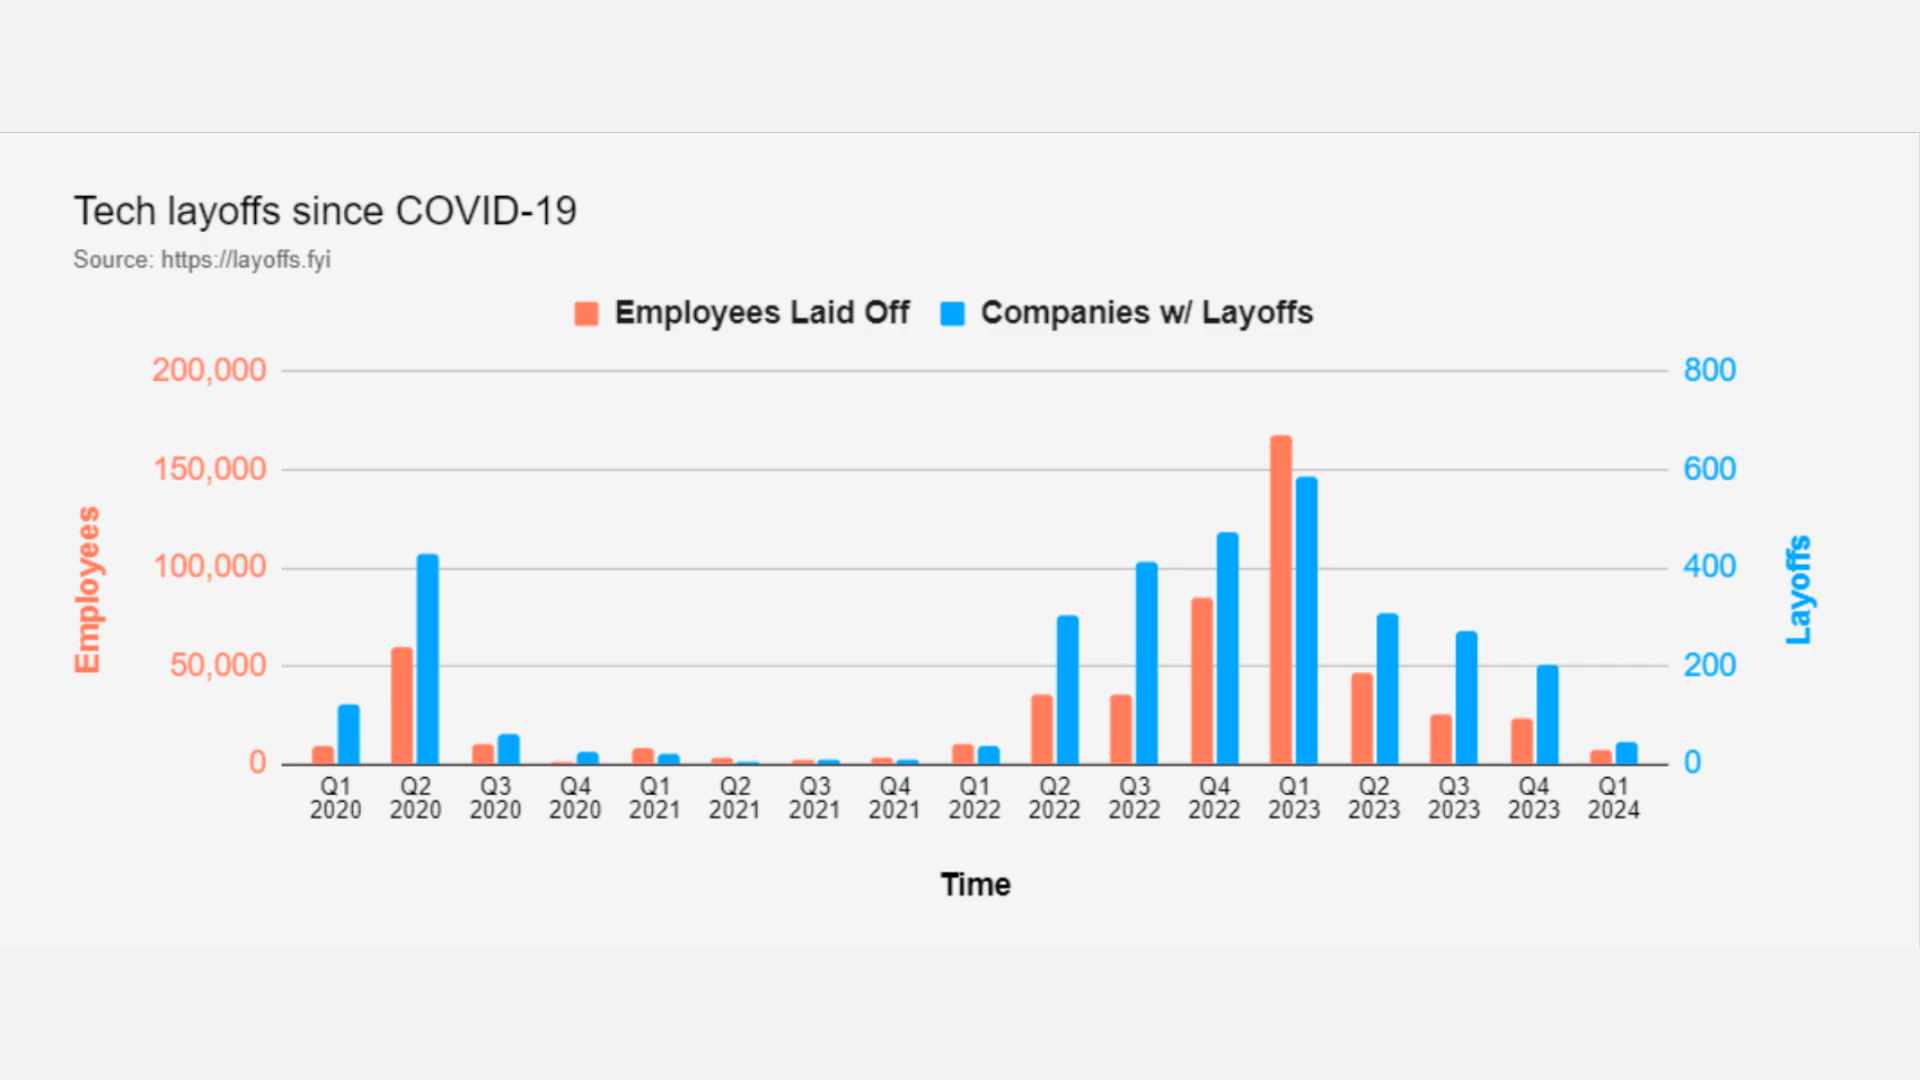 Tech layoffs since COVID-19
Source: https://layoffs.fyi
Employees Laid Off Companies w/ Layoffs
200,000 800
150,000 600
100,000 400
50,000 200
0 0
Employees
Layoffs
Q1 Q2 Q3 Q4 Q1 Q2 Q3 Q4 Q1 Q2 Q3 Q4 Q1 Q2 Q3 Q4 Q1
2020 2020 2020 2020 2021 2021 2021 2021 2022 2022 2022 2022 2023 2023 2023 2023 2024
Time